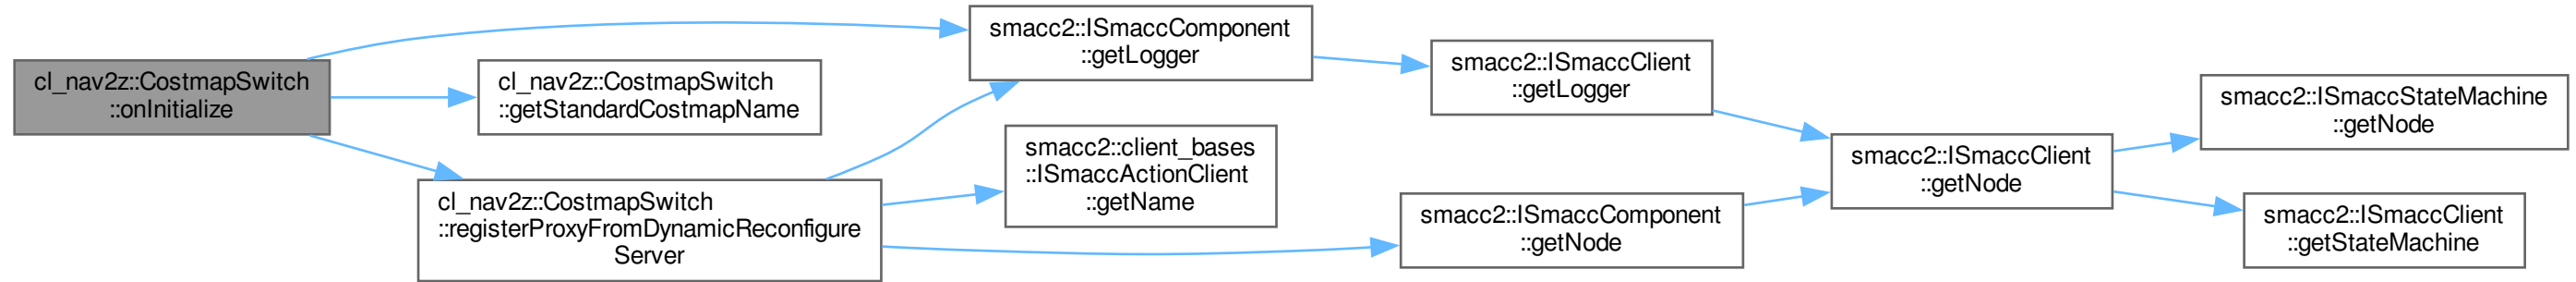 cl_nav2z::CostmapSwitch
::onInitialize
cl_nav2z::CostmapSwitch
::getStandardCostmapName
cl_nav2z::CostmapSwitch
::registerProxyFromDynamicReconfigure
Server
smacc2::ISmaccComponent
::getLogger
smacc2::client_bases
::ISmaccActionClient
::getName
smacc2::ISmaccClient
::getLogger
smacc2::ISmaccComponent
::getNode
smacc2::ISmaccClient
::getNode
smacc2::ISmaccStateMachine
::getNode
smacc2::ISmaccClient
::getStateMachine